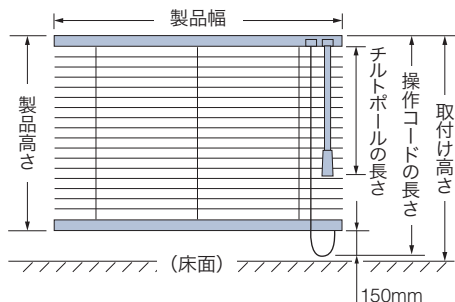 製品幅
製品高さ
チルトポールの長さ
操作コードの長さ
取付け高さ
（床面）
150mm